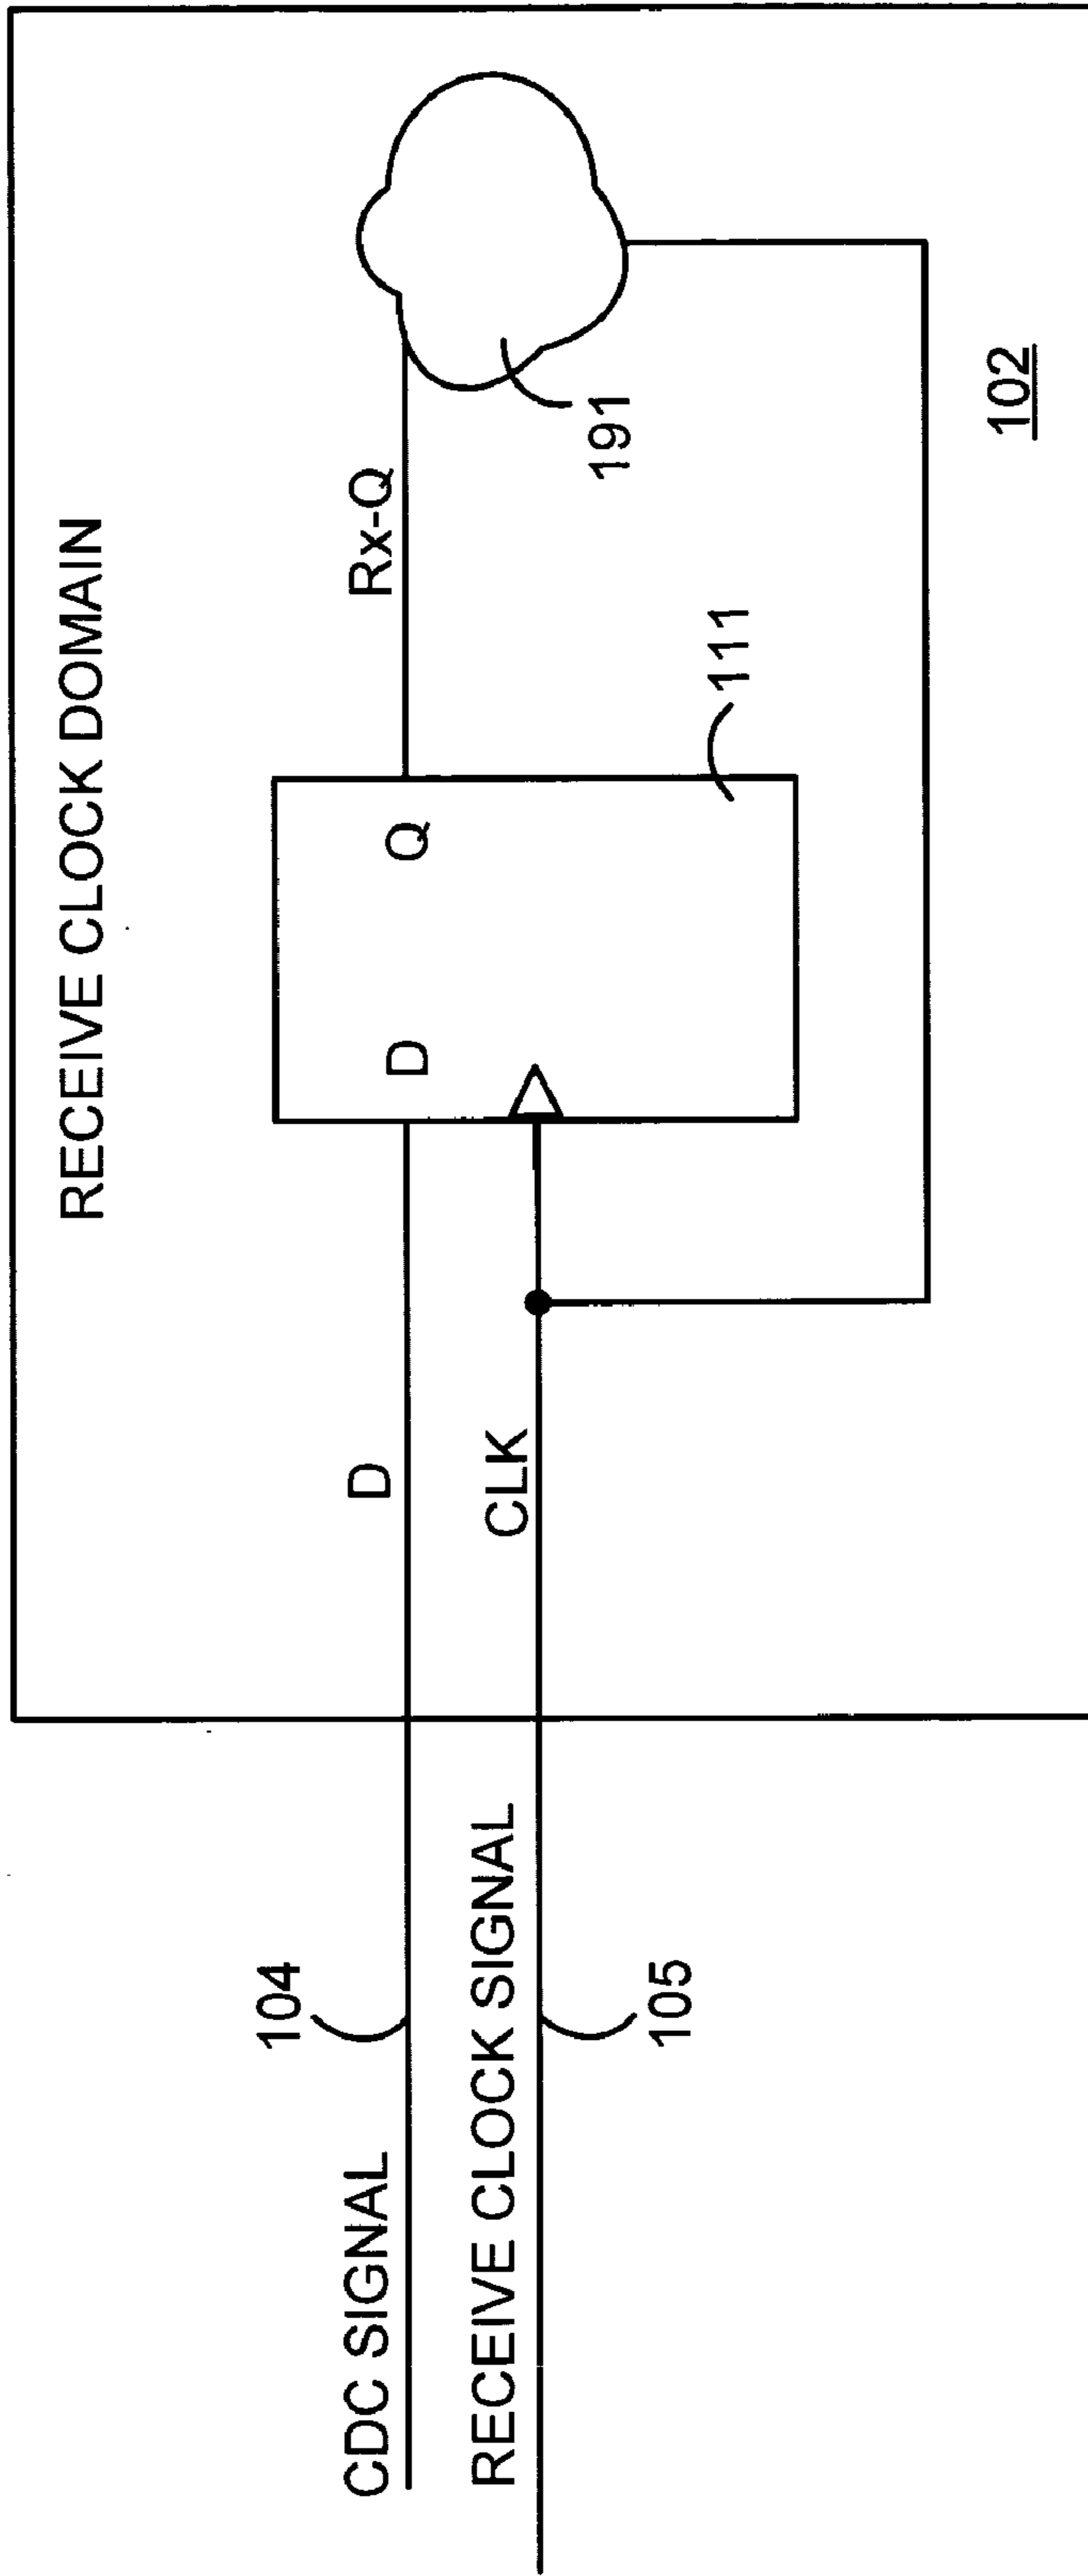 RECEIVE CLOCK DOMAIN
104
CDC SIGNAL
D
D
Q
Rx-Q
RECEIVE CLOCK SIGNAL
CLK
191
105
111
102